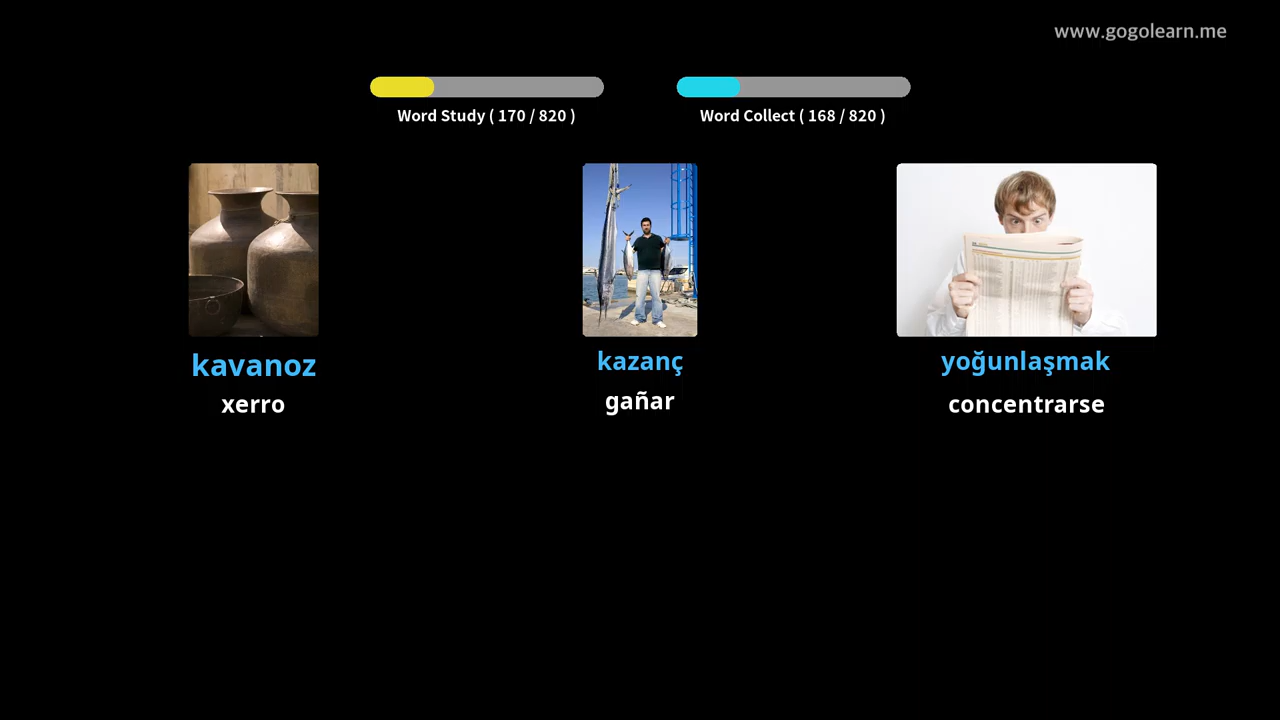 www.gogolearn.me
Word Study ( 170 / 820 )
Word Collect ( 168 / 820 )
kavanoz
xerro
kazanç
gañar
yoğunlaşmak
concentrarse